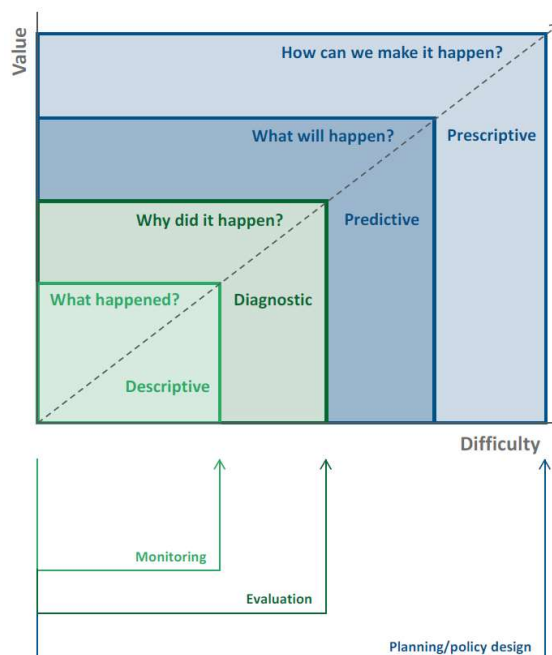 Value
How can we make it happen?
What will happen?
Prescriptive
Why did it happen?
Predictive
What happened?
Diagnostic
Descriptive
Difficulty
Monitoring
Evaluation
Planning/policy design